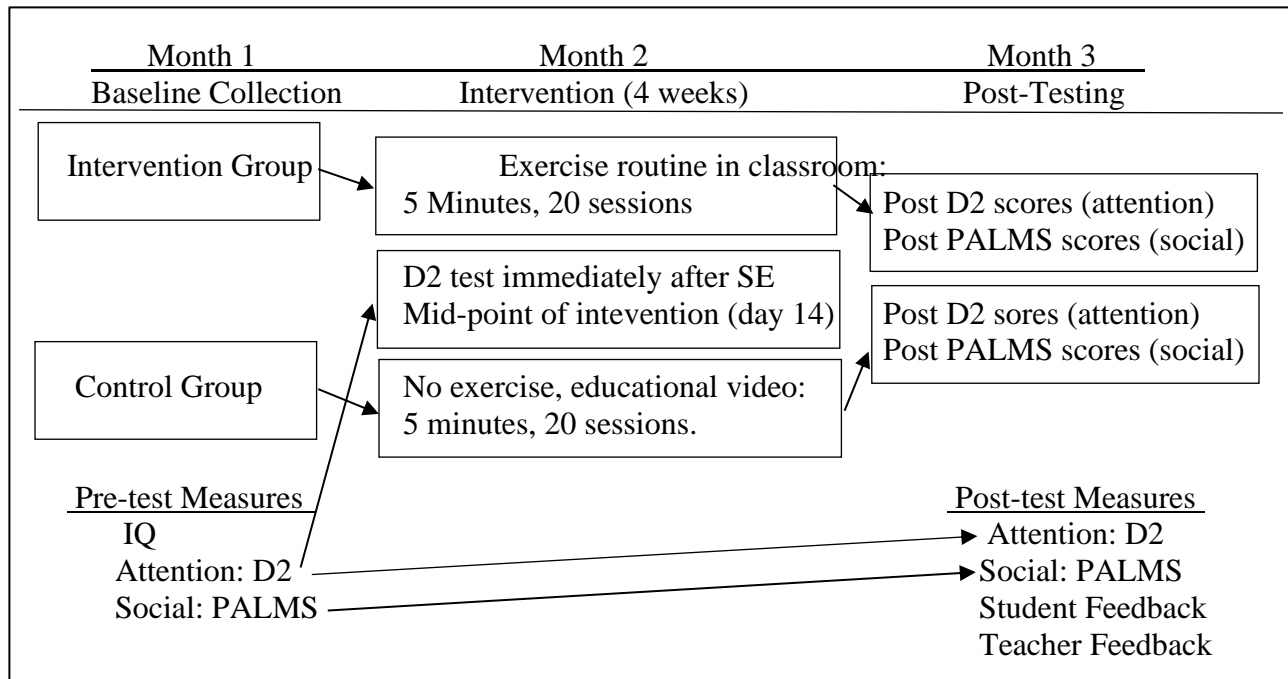 Month 1 Month 2 Month 3
Baseline Collection Intervention (4 weeks) Post-Testing
Intervention Group
Exercise routine in classroom:
5 Minutes, 20 sessions
Post D2 scores (attention)
Post PALMS scores (social)
D2 test immediately after SE
Mid-point of intevention (day 14)
Post D2 sores (attention)
Post PALMS scores (social)
Control Group
No exercise, educational video:
5 minutes, 20 sessions.
Pre-test Measures
IQ
Attention: D2
Social: PALMS
Post-test Measures
Attention: D2
Social: PALMS
Student Feedback
Teacher Feedback